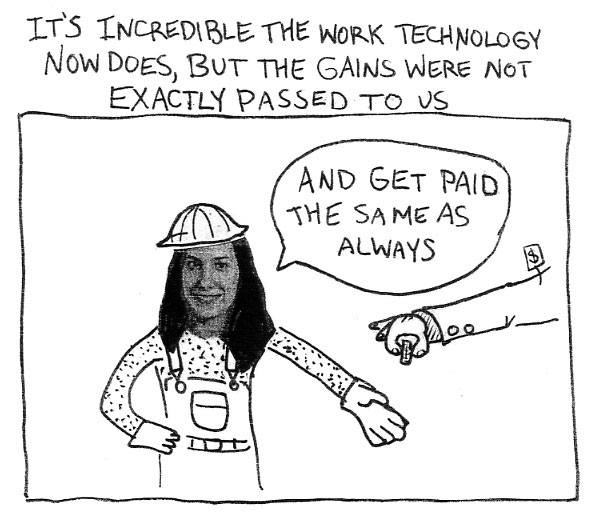 IT'S INCREDIBLE THE WORK TECHNOLOGY
NOW DOES, BUT THE GAINS WERE NOT
EXACTLY PASSED TO US
AND GET PAID
THE SAME AS
ALWAYS
$